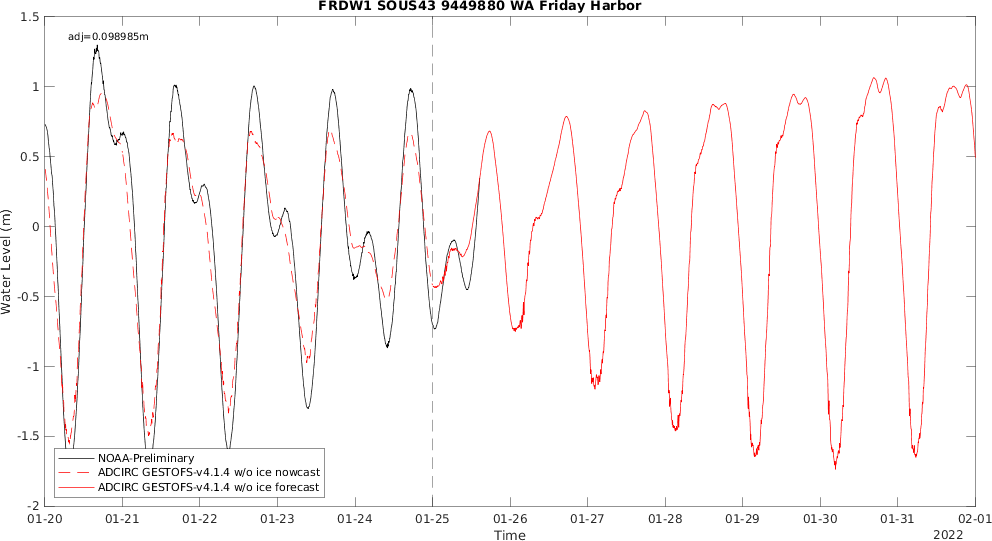 FRDW1 SOUS43 9449880 WA Friday Harbor
adj=0.098985m
1.5
1
0.5
0
-0.5
-1
-1.5
-2
Water Level (m)
NOAA-Preliminary
ADCIRC GESTOFS-v4.1.4 w/o ice nowcast
ADCIRC GESTOFS-v4.1.4 w/o ice forecast
01-20 01-21 01-22 01-23 01-24 01-25 01-26 01-27 01-28 01-29 01-30 01-31 02-01
Time
2022